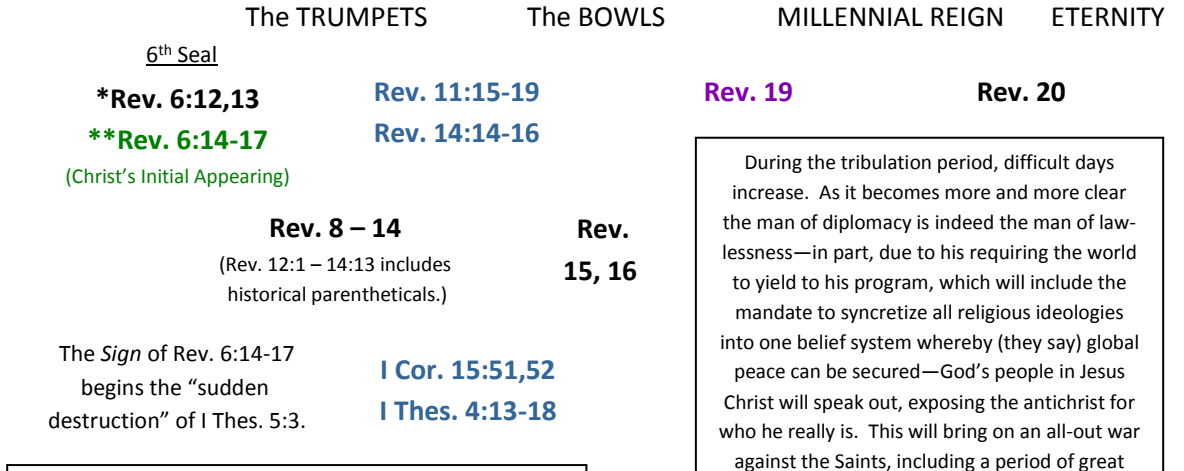 The TRUMPETS The BOWLS MILLENNIAL REIGN ETERNITY
6th Seal
*Rev. 6:12,13
**Rev. 6:14-17
(Christ’s Initial Appearing)
Rev. 11:15-19
Rev. 14:14-16
Rev. 19
Rev. 20
Rev. 8 – 14
(Rev. 12:1 – 14:13 includes
historical parentheticals.)
Rev.
15, 16
The Sign of Rev. 6:14-17
begins the “sudden
destruction” of I Thes. 5:3.
I Cor. 15:51,52
I Thes. 4:13-18
During the tribulation period, difficult days
increase. As it becomes more and more clear
the man of diplomacy is indeed the man of law-
lessness—in part, due to his requiring the world
to yield to his program, which will include the
mandate to syncretize all religious ideologies
into one belief system whereby (they say) global
peace can be secured—God’s people in Jesus
Christ will speak out, exposing the antichrist for
who he really is. This will bring on an all-out war
against the Saints, including a period of great